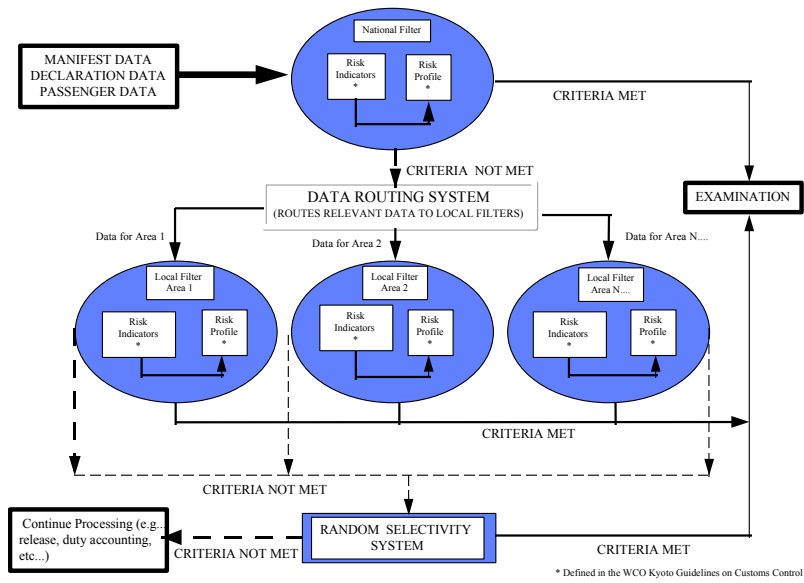 National Filter
MANIFEST DATA
DECLARATION DATA
PASSENGER DATA
Risk
Indicators
*
Risk
Profile
*
CRITERIA MET
CRITERIA NOT MET
DATA ROUTING SYSTEM
(ROUTES RELEVANT DATA TO LOCAL FILTERS)
EXAMINATION
Data for Area 1
Data for Area 2
Data for Area N....
Local Filter
Area 1
Risk
Indicators
*
Risk
Profile
*
Local Filter
Area 2
Risk
Indicators
*
Risk
Profile
*
Local Filter
Area N....
Risk
Indicators
*
Risk
Profile
*
CRITERIA MET
CRITERIA NOT MET
Continue Processing (e.g...
release, duty accounting,
etc...)
CRITERIA NOT MET
RANDOM SELECTIVITY
SYSTEM
CRITERIA MET
* Defined in the WCO Kyoto Guidelines on Customs Control